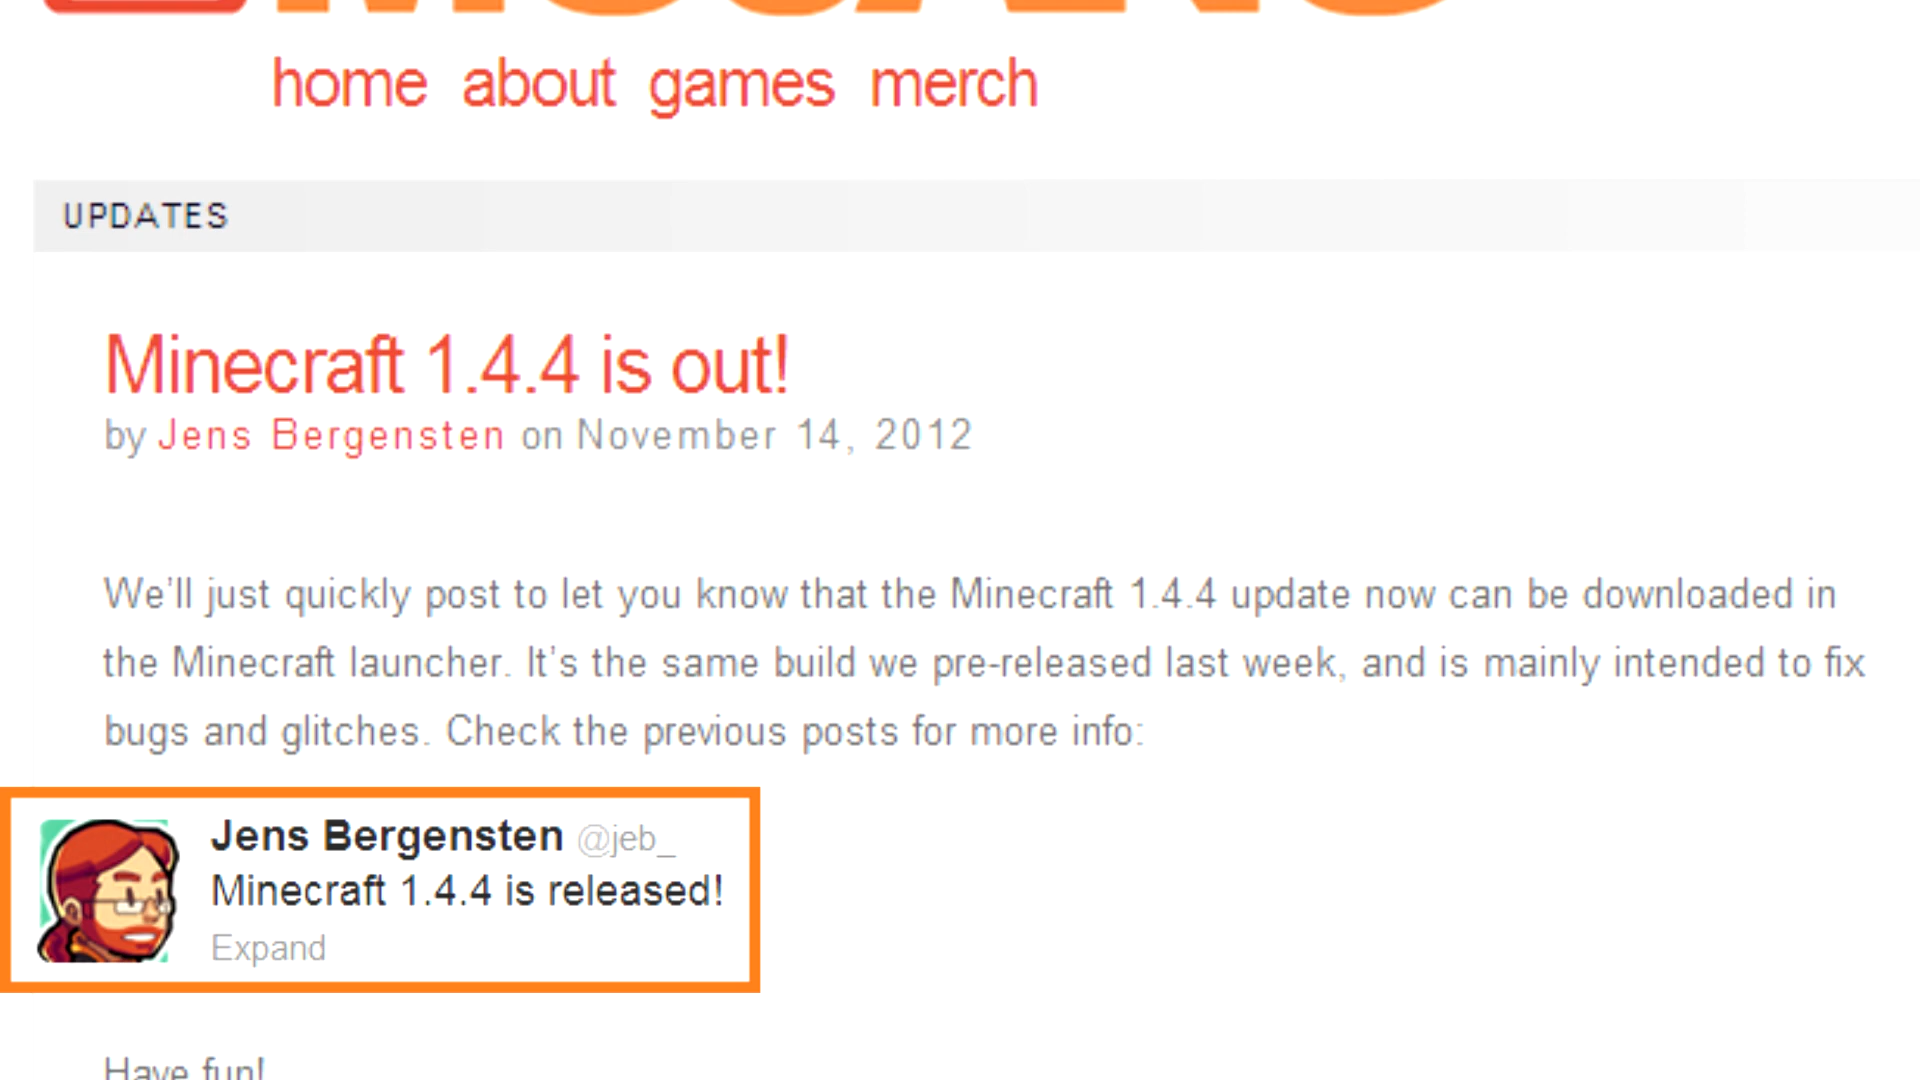 home about games merch
UPDATES
Minecraft 1.4.4 is out!
by Jens Bergensten on November 14, 2012
We'll just quickly post to let you know that the Minecraft 1.4.4 update now can be downloaded in
the Minecraft launcher. It's the same build we pre-released last week, and is mainly intended to fix
bugs and glitches. Check the previous posts for more info:
Jens Bergensten @jeb_
Minecraft 1.4.4 is released!
Expand
Have fun!